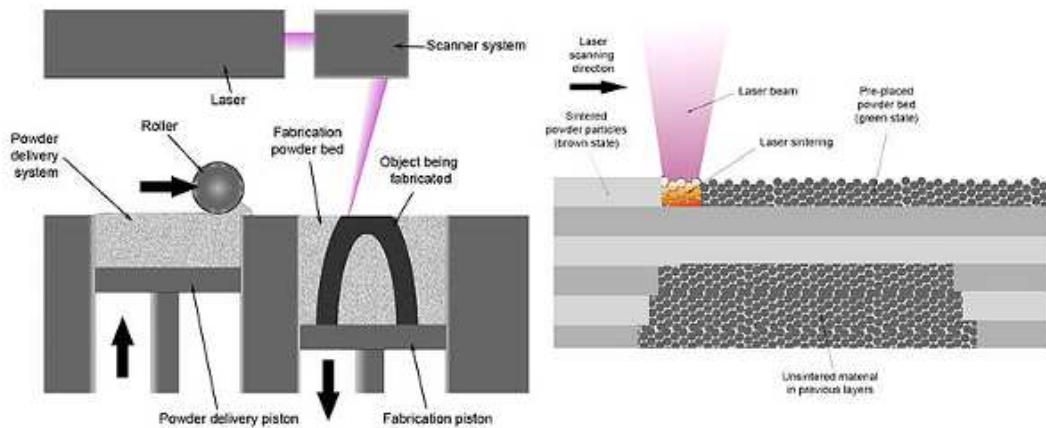 Scanner system
Laser
Roller
Powder
delivery
system
Fabrication
powder bed
Object being
fabricated
Powder delivery piston
Fabrication piston
Laser
scanning
direction
Laser beam
Pre-placed
powder bed
(green state)
Sintered
powder particles
(brown state)
Laser sintering
Unsintered material
in previous layers